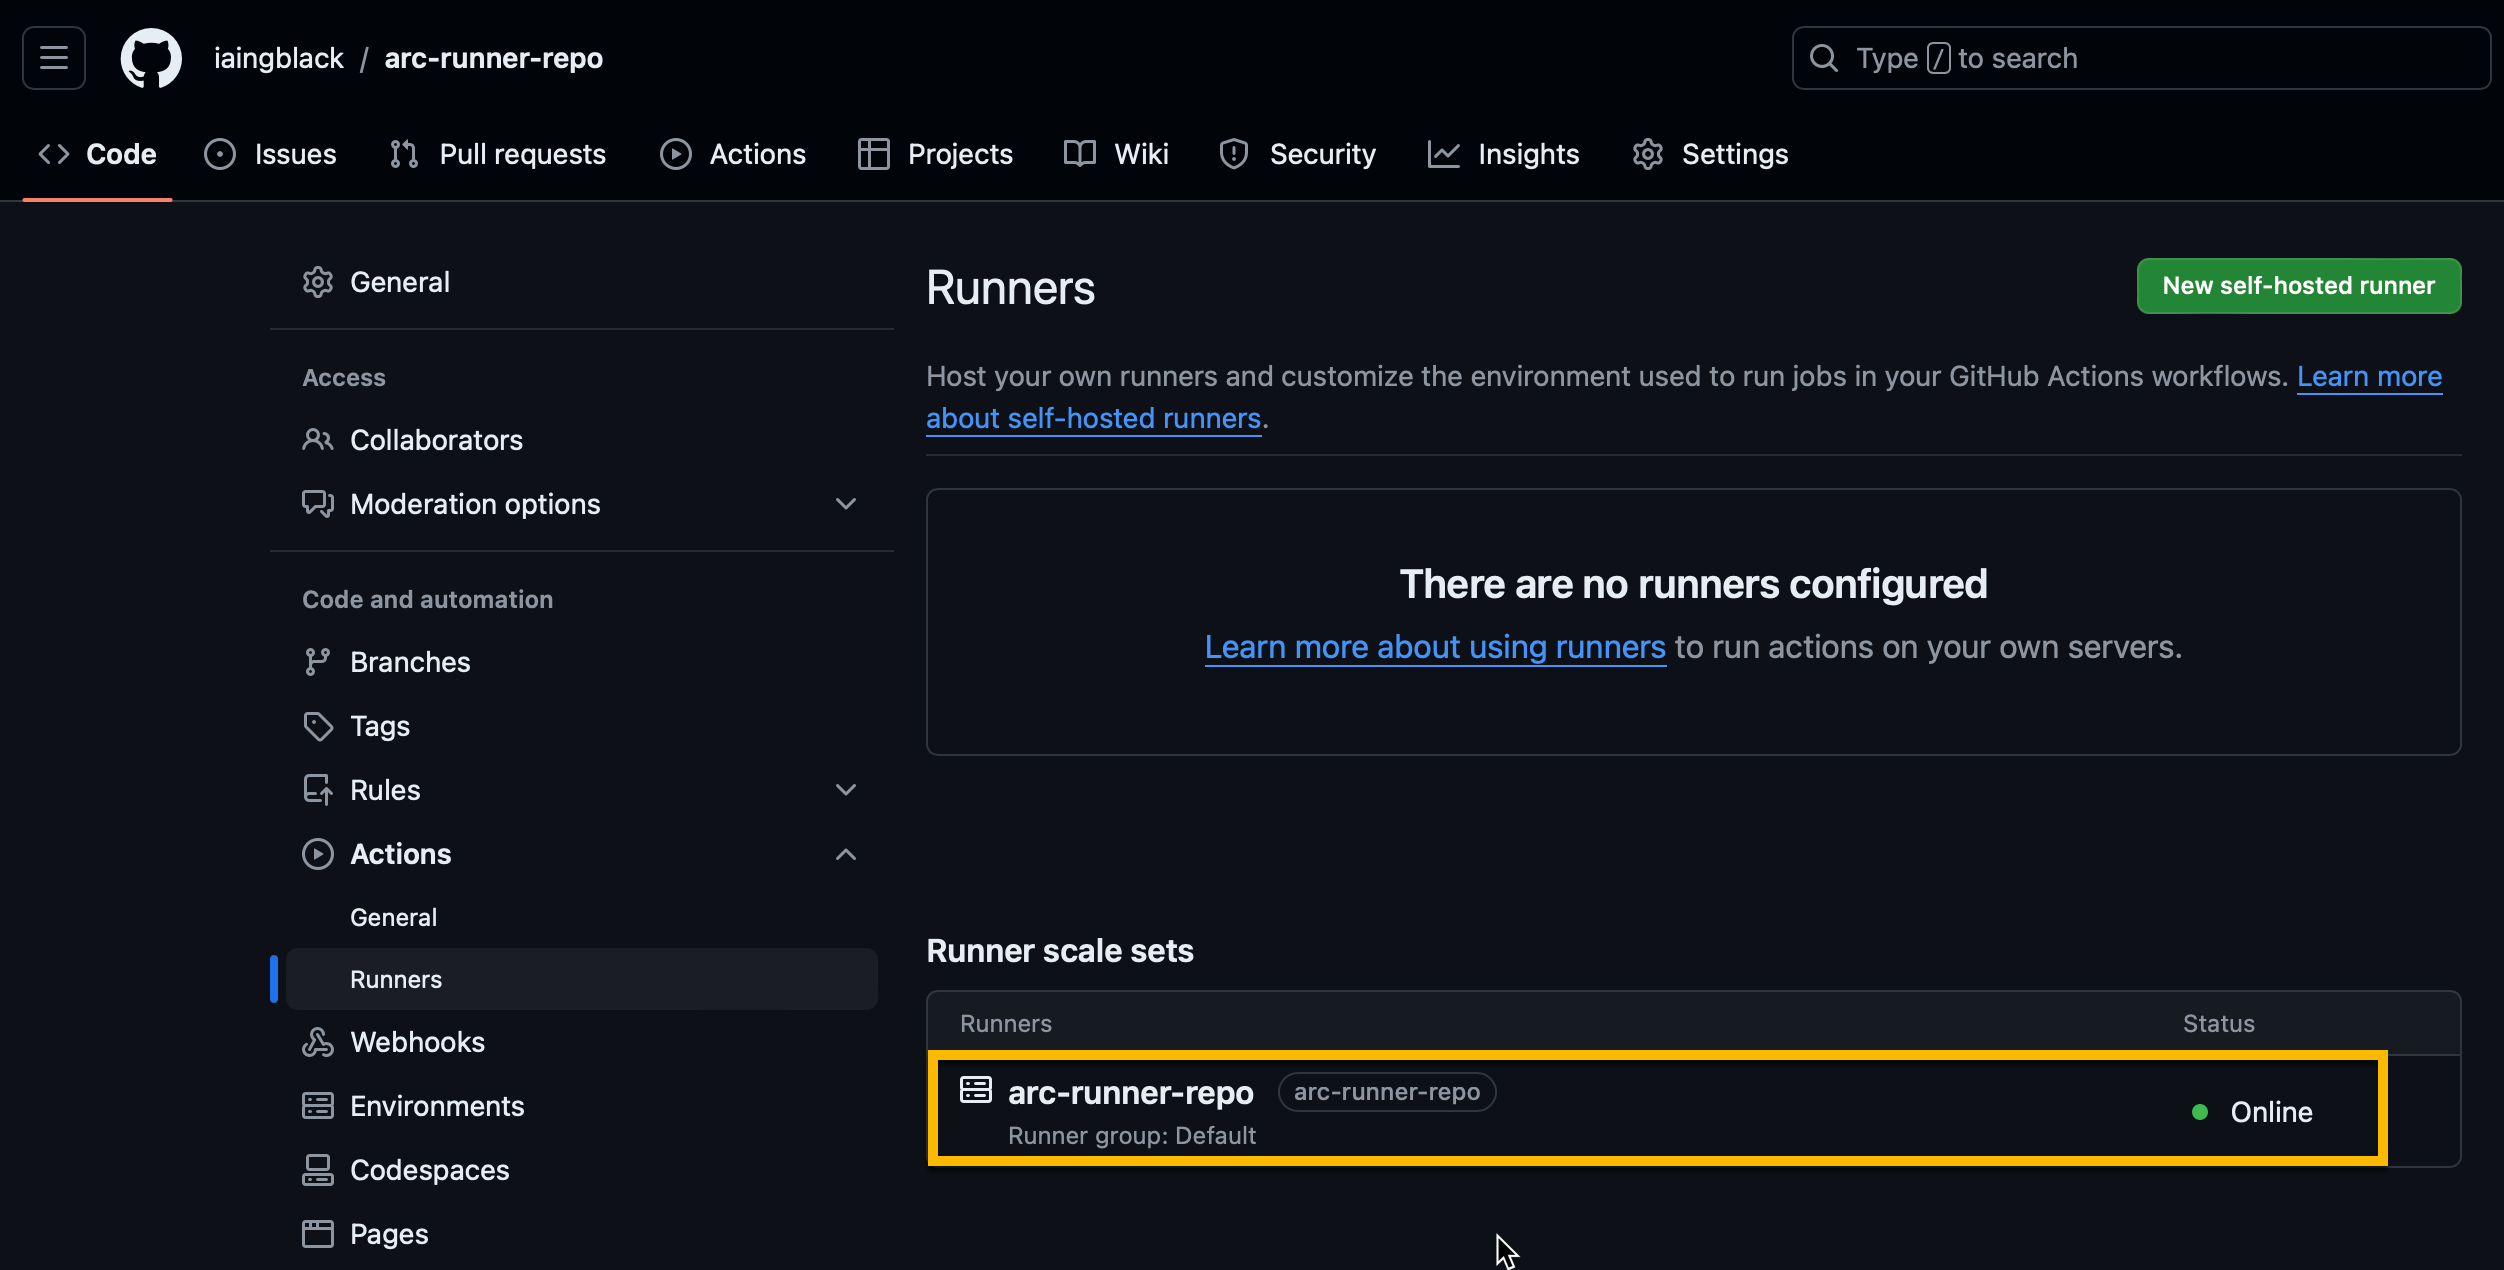 iaingblack / arc-runner-repo
Type / to search
Code Issues Pull requests Actions Projects Wiki Security Insights Settings
General
Access
Collaborators
Moderation options
Code and automation
Branches
Tags
Rules
Actions
General
Runners
Webhooks
Environments
Codespaces
Pages
Runners
New self-hosted runner
Host your own runners and customize the environment used to run jobs in your GitHub Actions workflows. Learn more
about self-hosted runners.
There are no runners configured
Learn more about using runners to run actions on your own servers.
Runner scale sets
Runners Status
arc-runner-repo arc-runner-repo
Runner group: Default
Online